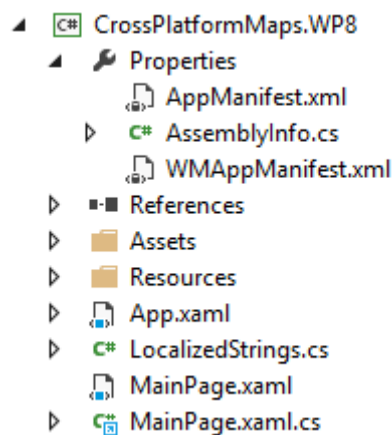 C# CrossPlatformMaps.WP8
Properties
AppManifest.xml
C# AssemblyInfo.cs
WMAppManifest.xml
References
Assets
Resources
App.xaml
C# LocalizedStrings.cs
MainPage.xaml
C# MainPage.xaml.cs